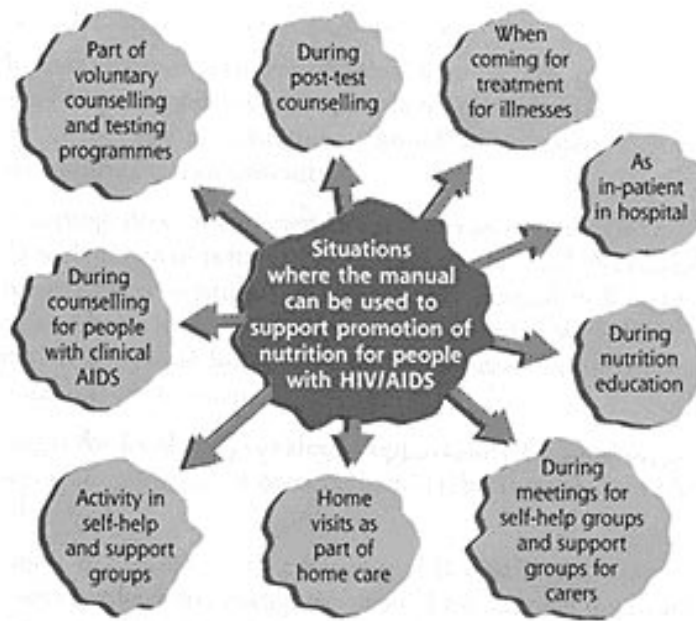 Part of
voluntary
counselling
and testing
programmes
During
post-test
counselling
When
coming for
treatment
for illnesses
As
in-patient
in hospital
Situations
where the manual
can be used to
support promotion of
nutrition for people
with HIV/AIDS
During
counselling
for people
with clinical
AIDS
During
nutrition
education
Activity in
self-help
and support
groups
Home
visits as
part of
home care
During
meetings for
self-help groups
and support
groups for
carers